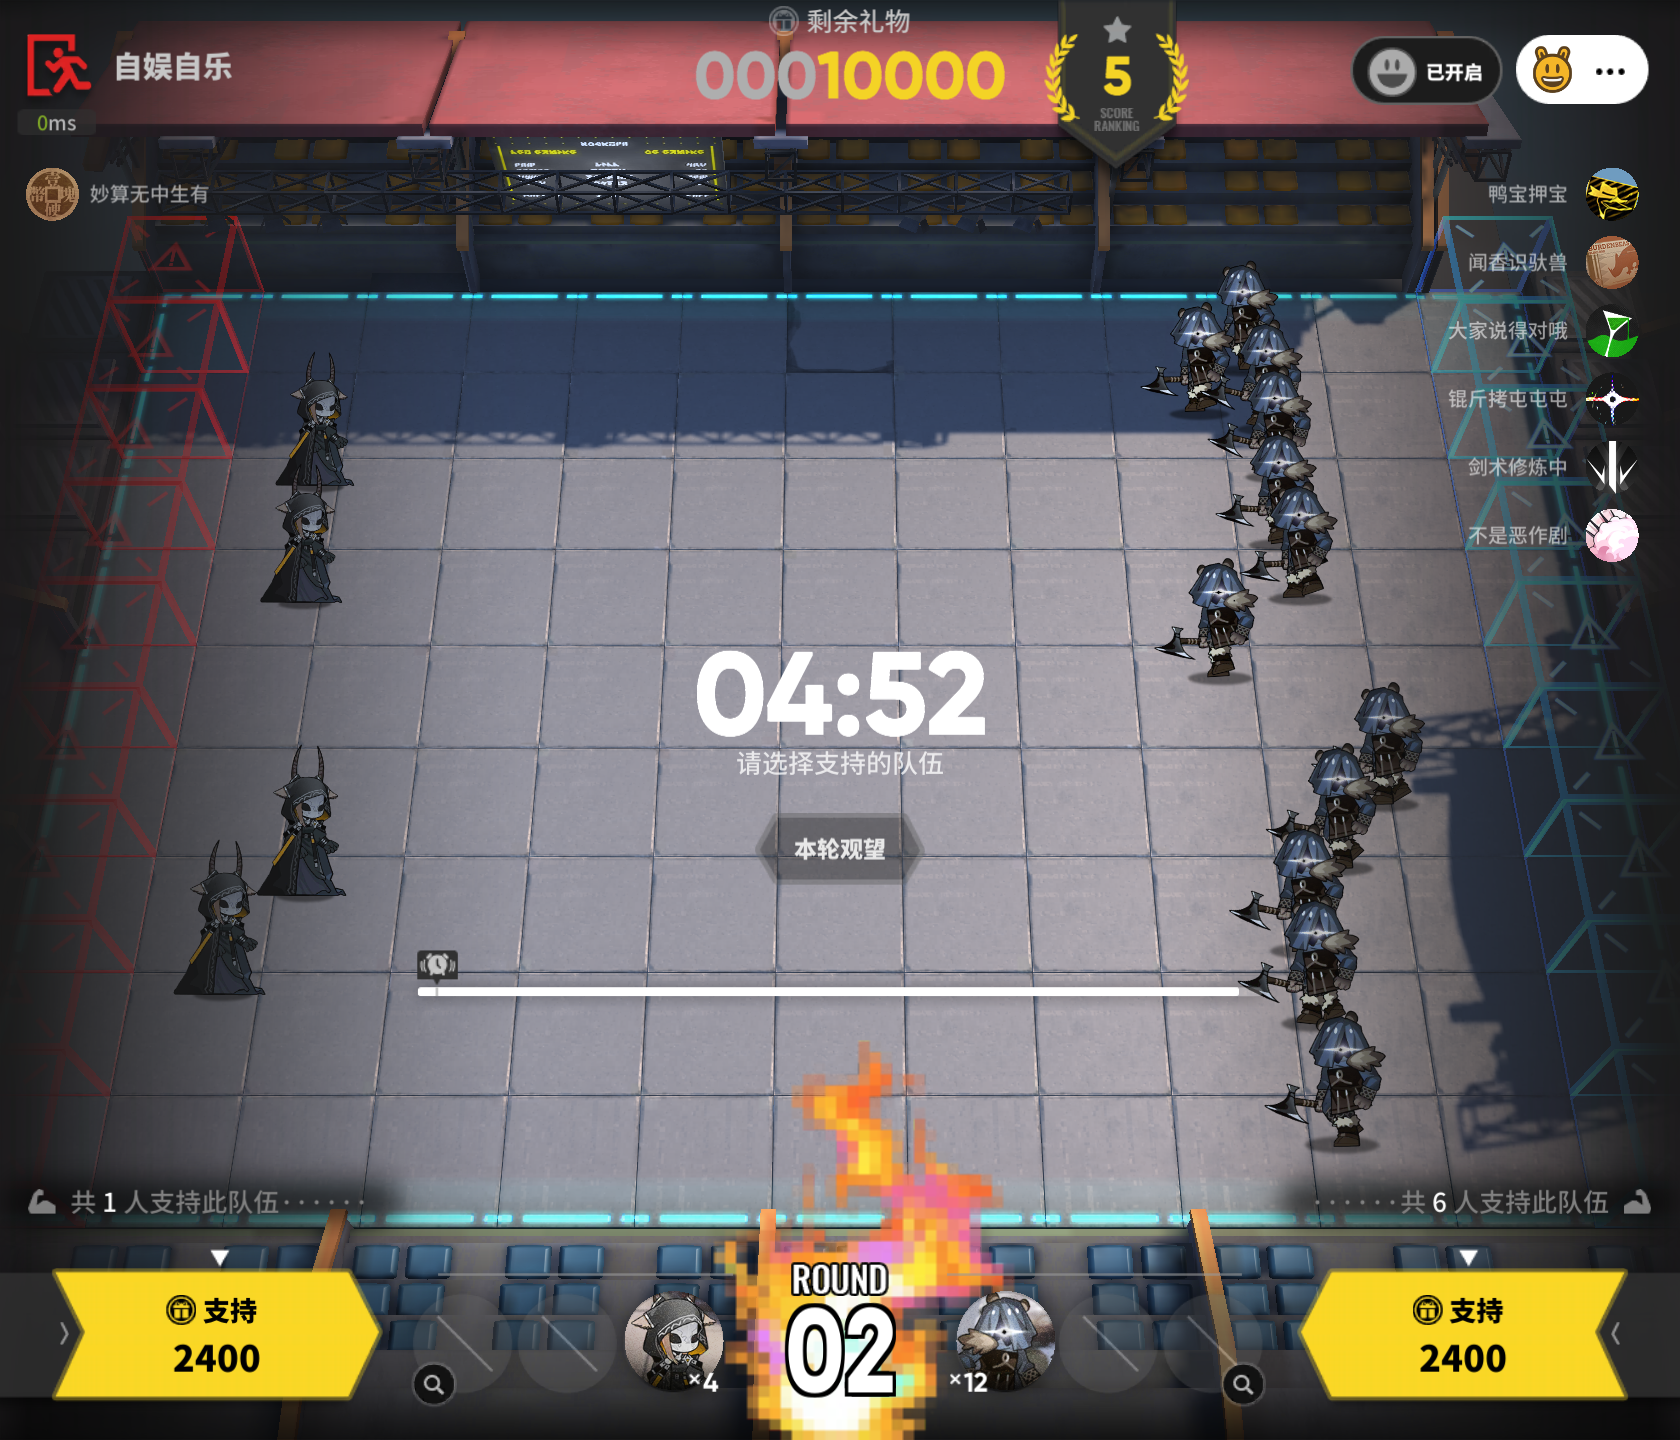 自娱自乐
0ms
剩余礼物
00010000
5
SCORE
RANKING
已开启
妙算无中生有
鸭宝押宝
闻香识驮兽
大家说得对哦
锟斤拷屯屯屯
剑术修炼中
不是恶作剧
04:52
请选择支持的队伍
本轮观望
共 1 人支持此队伍
共 6 人支持此队伍
支持
2400
×4
ROUND
02
×12
支持
2400